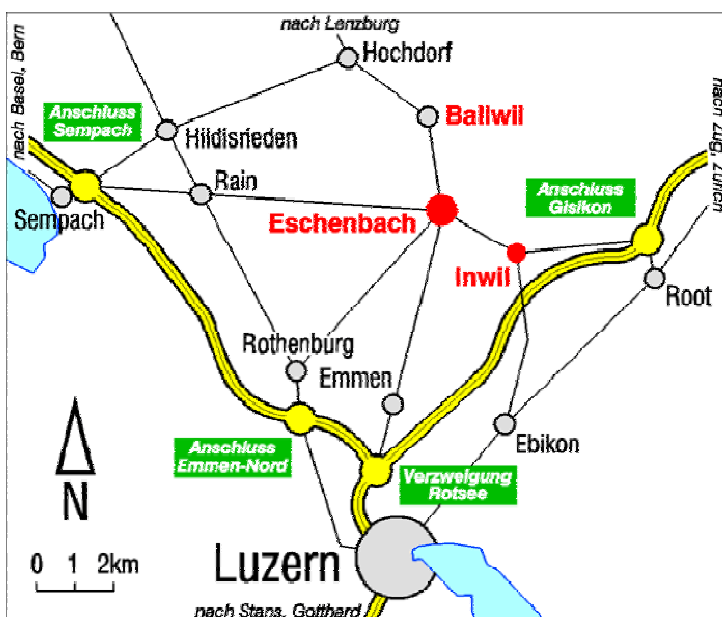 nach Lenzburg
Hochdorf
nach Basel, Bern
Anschluss
Sempach
Ballwil
nach Zug, Zürich
Hildisrieden
Rain
Anschluss
Gisikon
Sempach
Eschenbach
Inwil
Root
Rothenburg
Emmen
Anschluss
Emmen-Nord
Ebikon
Verzweigung
Rotsee
N
Luzern
0 1 2km
nach Stans, Gotthard